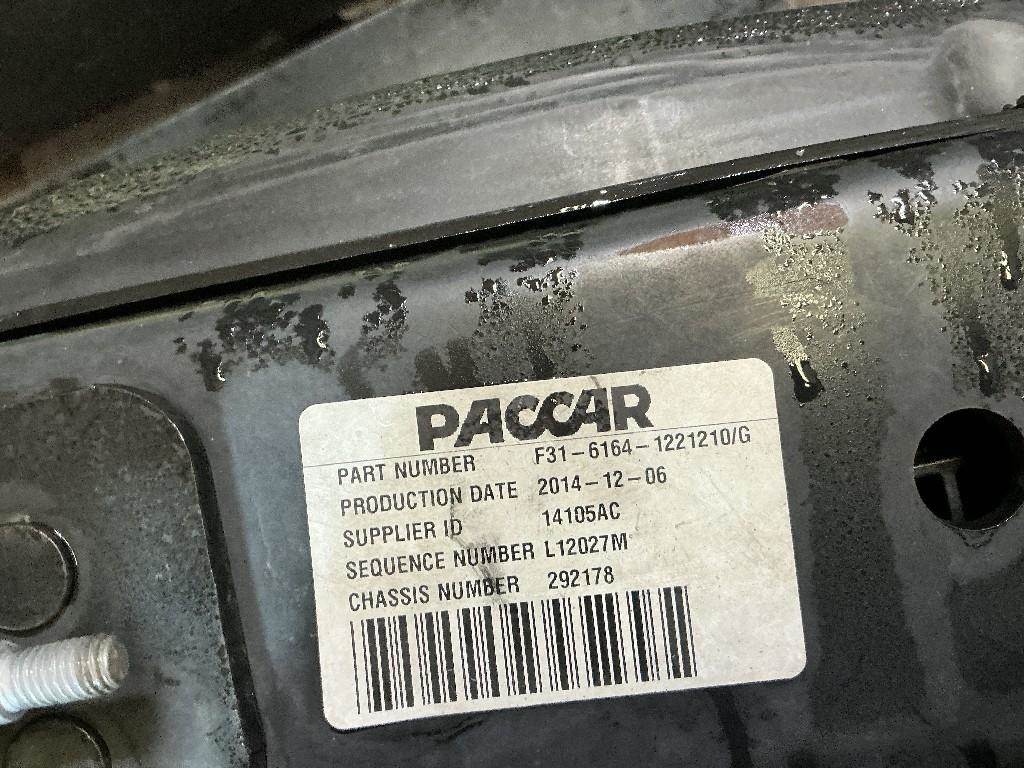 PACCAR
PART NUMBER F31-6164-1221210/G
PRODUCTION DATE 2014-12-06
SUPPLIER ID 14105AC
SEQUENCE NUMBER L12027M
CHASSIS NUMBER 292178